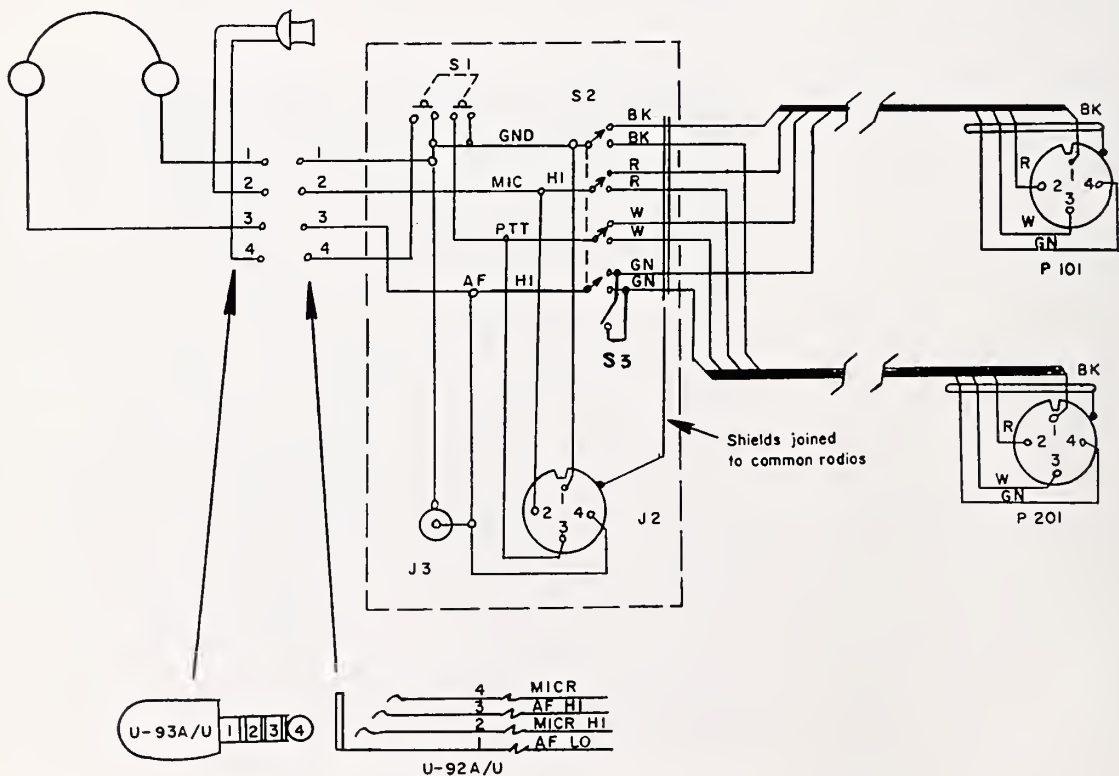 S1
S2
BK
BK
GND
R
R
MIC HI
W
W
PTT
GN
GN
AF HI
S3
1 2 3 4
1 2 3 4
BK
R
W
GN
1 2 3 4
P 101
BK
R
W
GN
1 2 3 4
P 201
Shields joined
to common radios
1 2 3 4
J2
J3
U-93A/U 1 2 3 4
4 MICR
3 AF HI
2 MICR HI
1 AF LO
U-92A/U